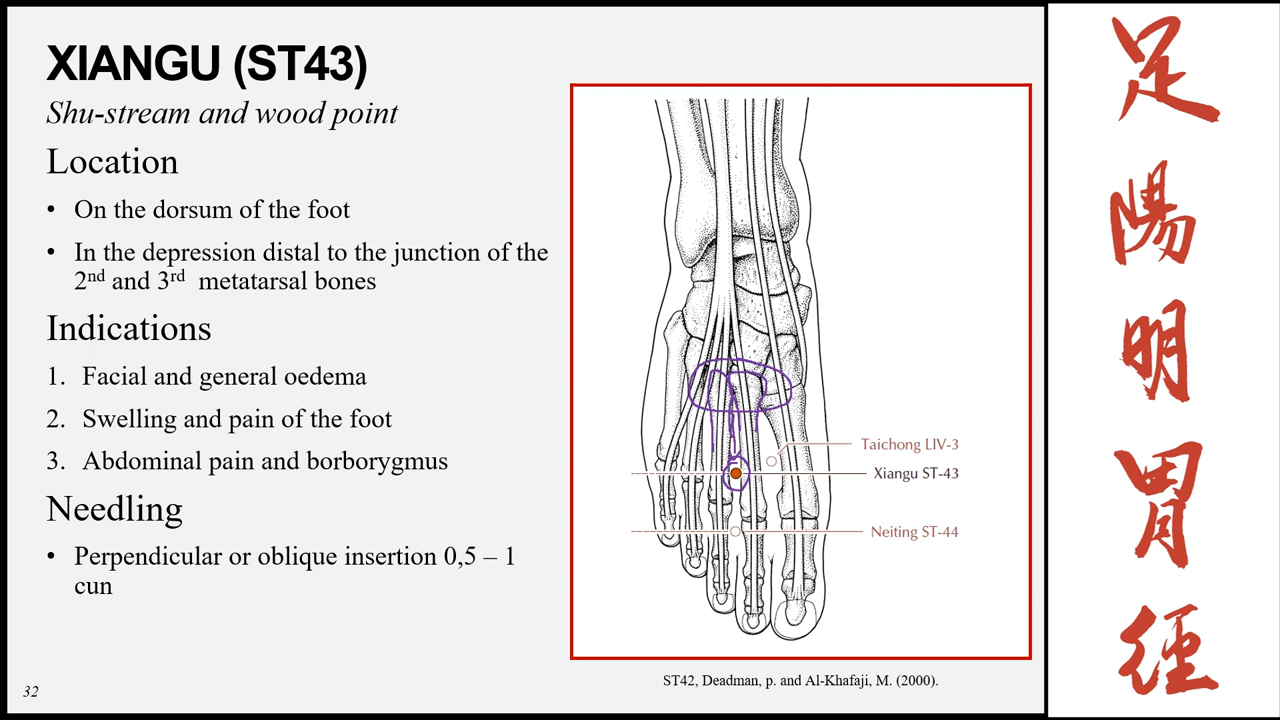 XIANGU (ST43)
Shu-stream and wood point
Location
• On the dorsum of the foot
• In the depression distal to the junction of the
2nd and 3rd metatarsal bones
Indications
1. Facial and general oedema
2. Swelling and pain of the foot
3. Abdominal pain and borborygmus
Needling
• Perpendicular or oblique insertion 0,5 – 1
cun
32
Taichong LIV-3
Xiangu ST-43
Neiting ST-44
ST42, Deadman, p. and Al-Khafaji, M. (2000).
足
陽
明
胃
經